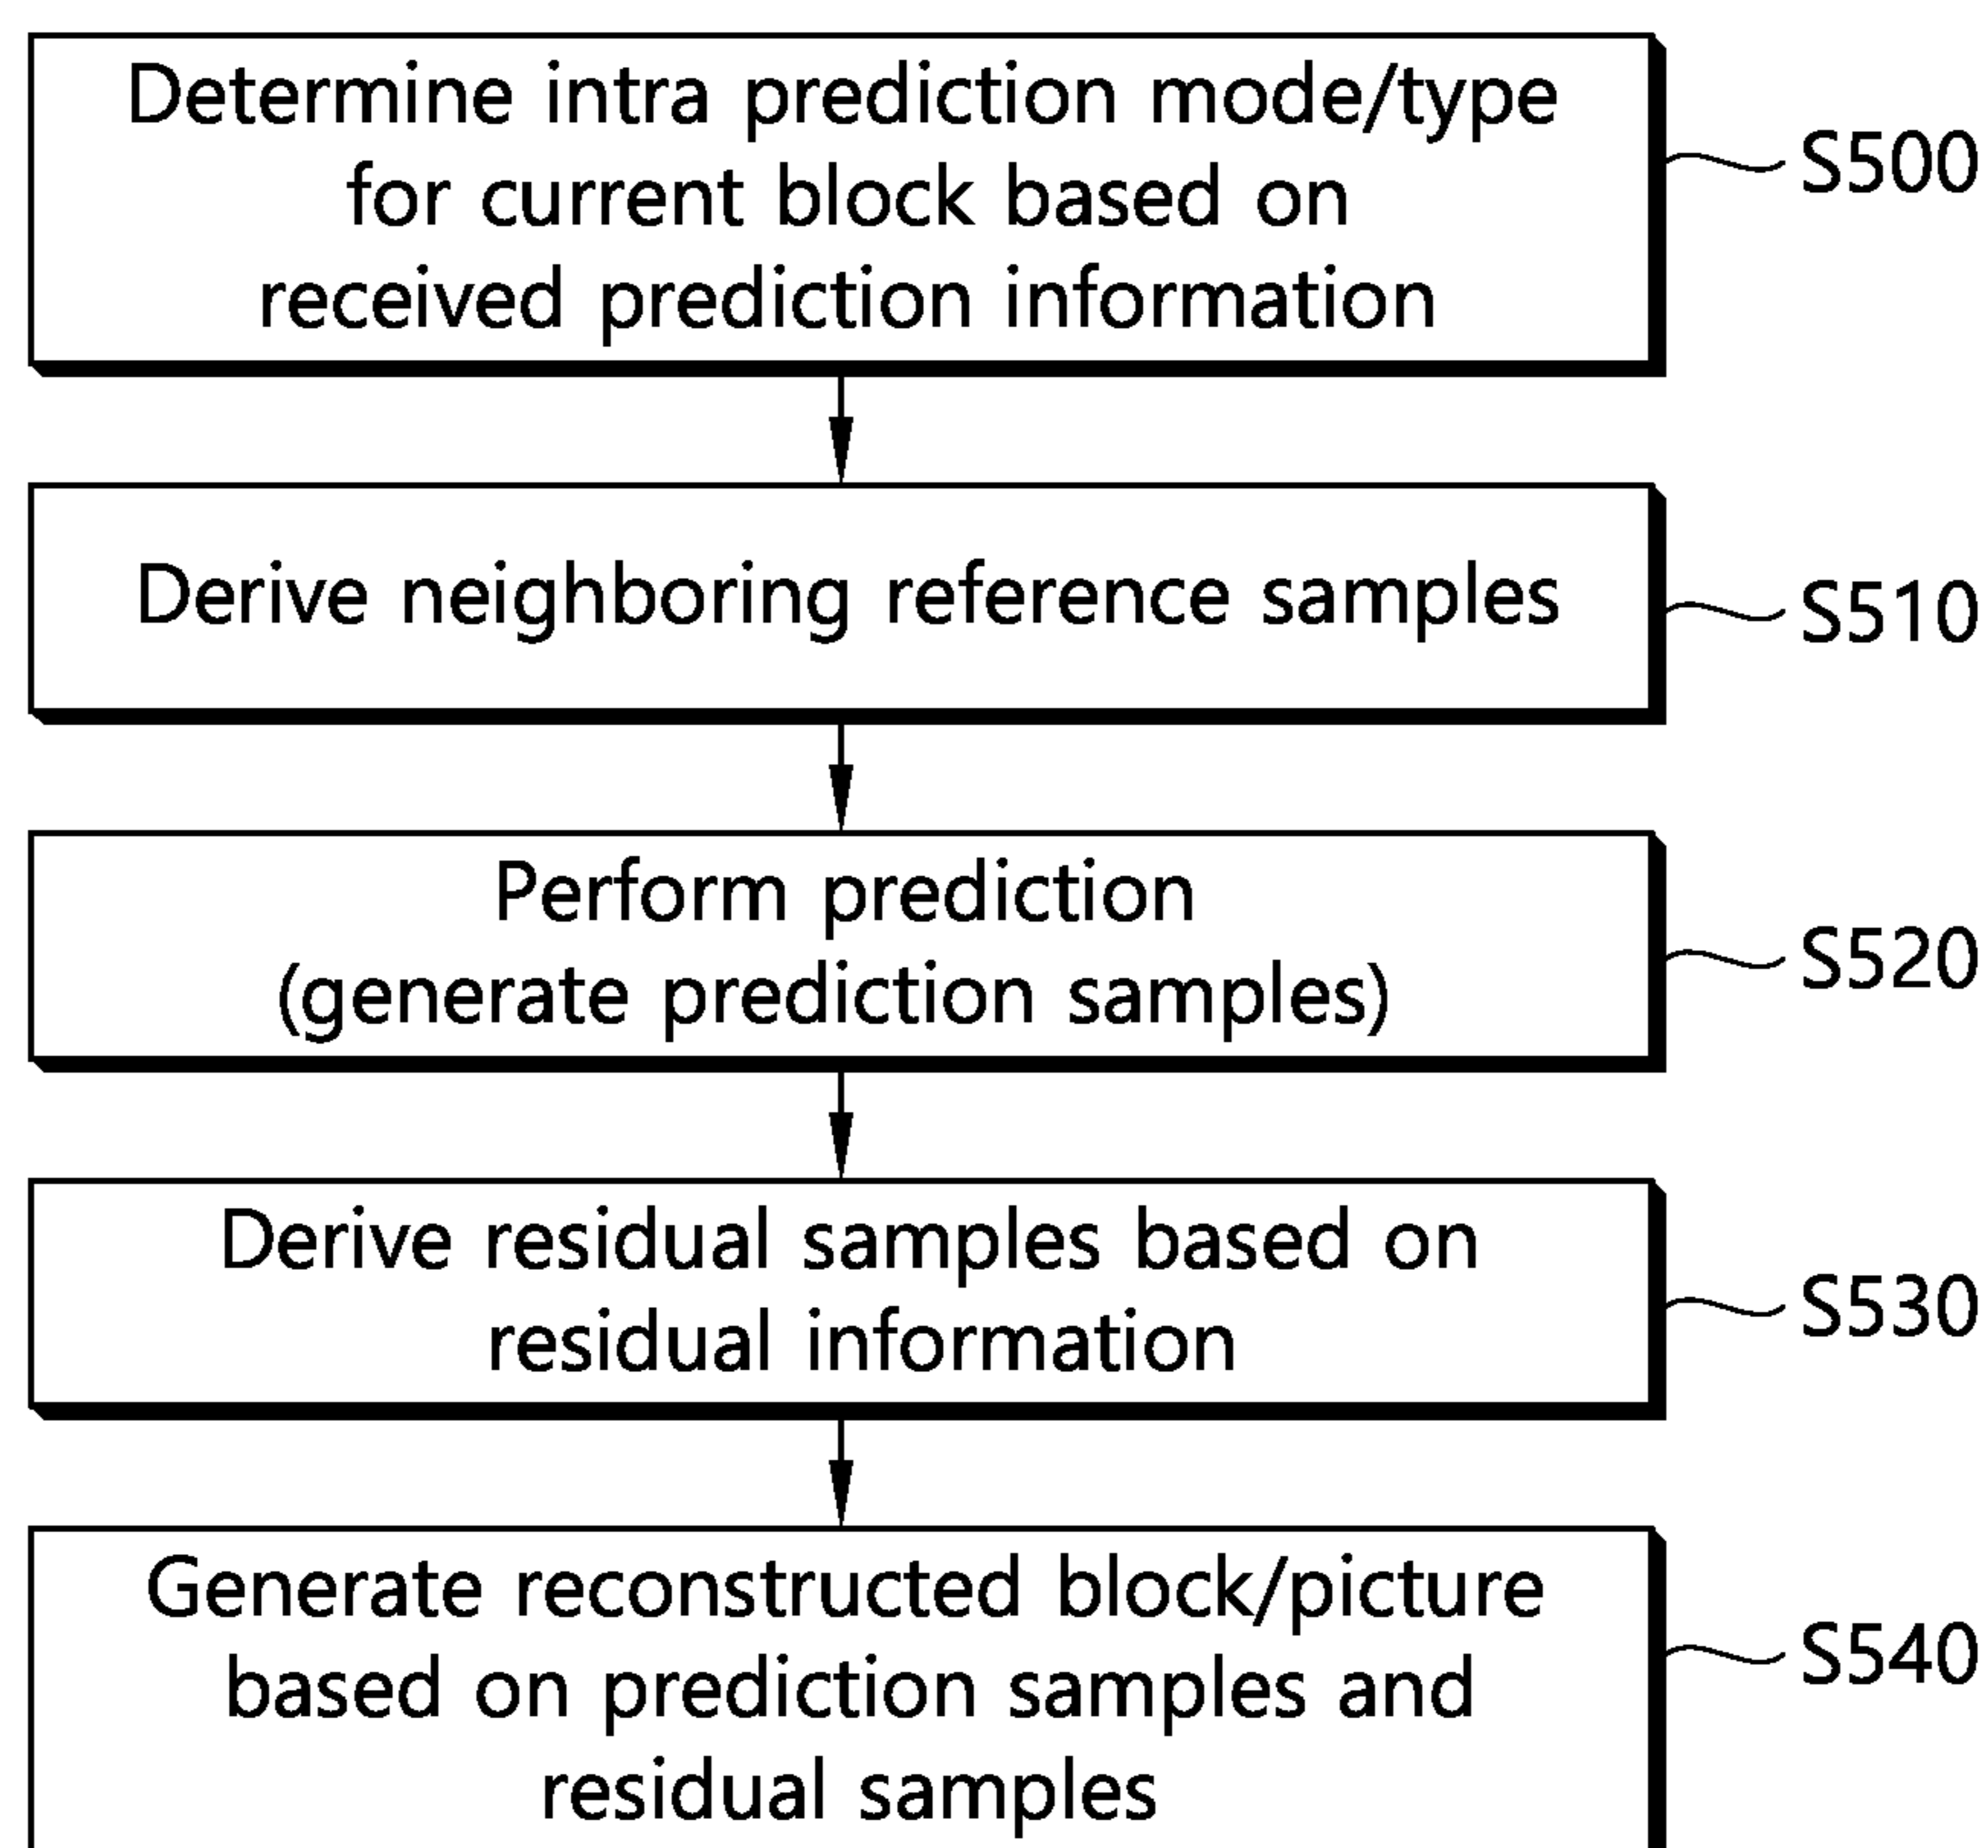 Determine intra prediction mode/type
for current block based on
received prediction information
S500
Derive neighboring reference samples
S510
Perform prediction
(generate prediction samples)
S520
Derive residual samples based on
residual information
S530
Generate reconstructed block/picture
based on prediction samples and
residual samples
S540